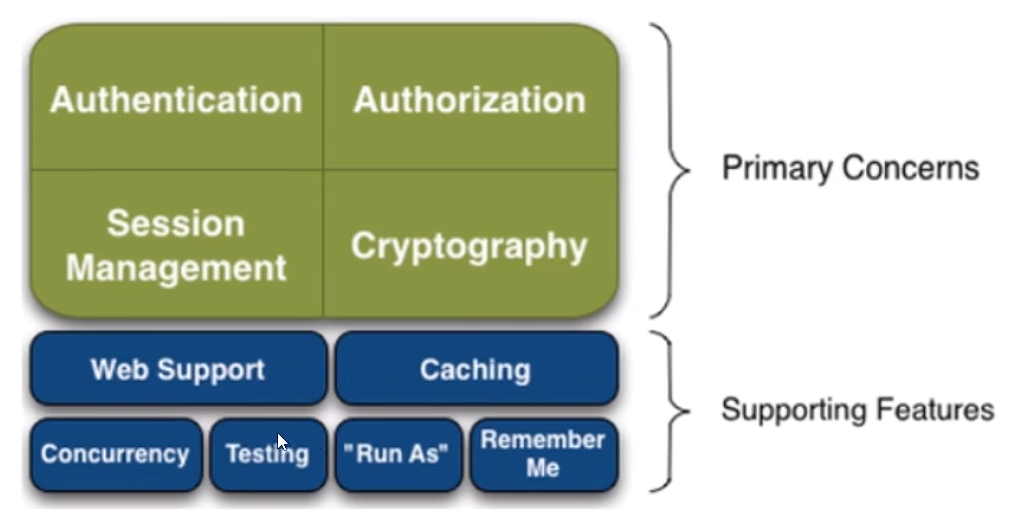 Authentication
Authorization
Session
Management
Cryptography
Primary Concerns
Web Support
Caching
Concurrency
Testing
"Run As"
Remember
Me
Supporting Features